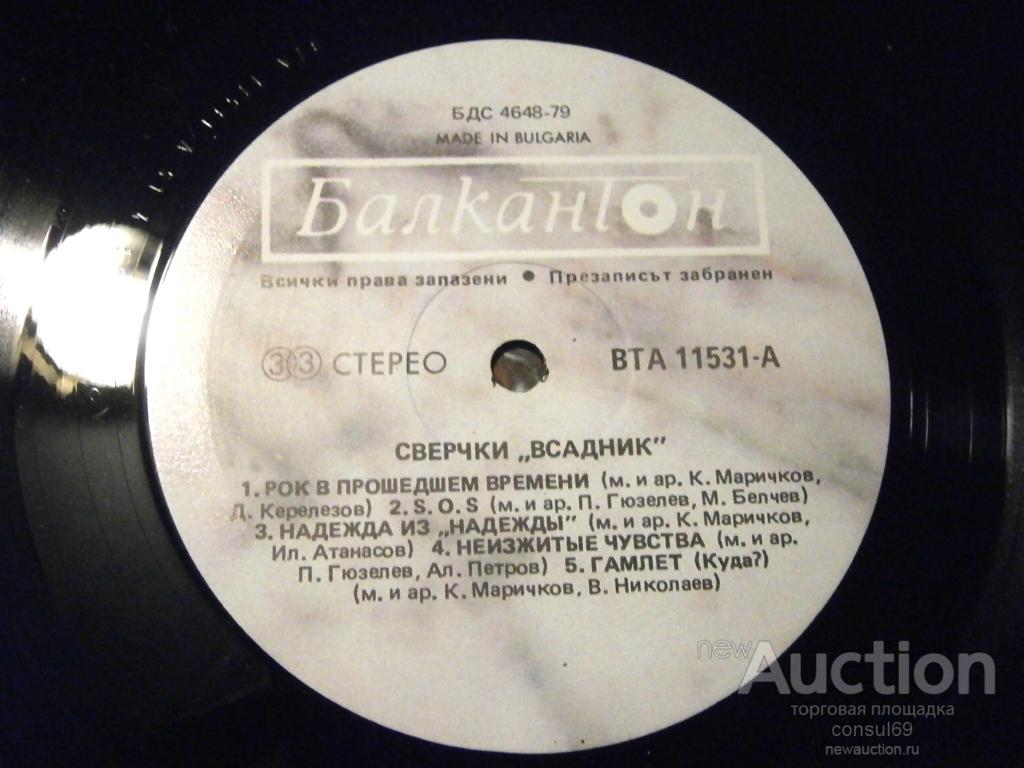 БДС 4648-79
MADE IN BULGARIA
Балкантон
Всички права запазени • Презаписът забранен
33 СТЕРЕО ВТА 11531-А
СВЕРЧКИ „ВСАДНИК"
1. РОК В ПРОШЕДШЕМ ВРЕМЕНИ (м. и ар. К. Маричков,
Д. Керелезов) 2. S. O. S (м. и ар. П. Гюзелев, М. Белчев)
3. НАДЕЖДА ИЗ „НАДЕЖДЫ" (м. и ар. К. Маричков,
Ил. Атанасов) 4. НЕИЗЖИТЫЕ ЧУВСТВА (м. и ар.
П. Гюзелев, Ал. Петров) 5. ГАМЛЕТ (Куда?)
(м. и ар. К. Маричков, В. Николаев)
newAuction
торговая площадка
consul69
newauction.ru